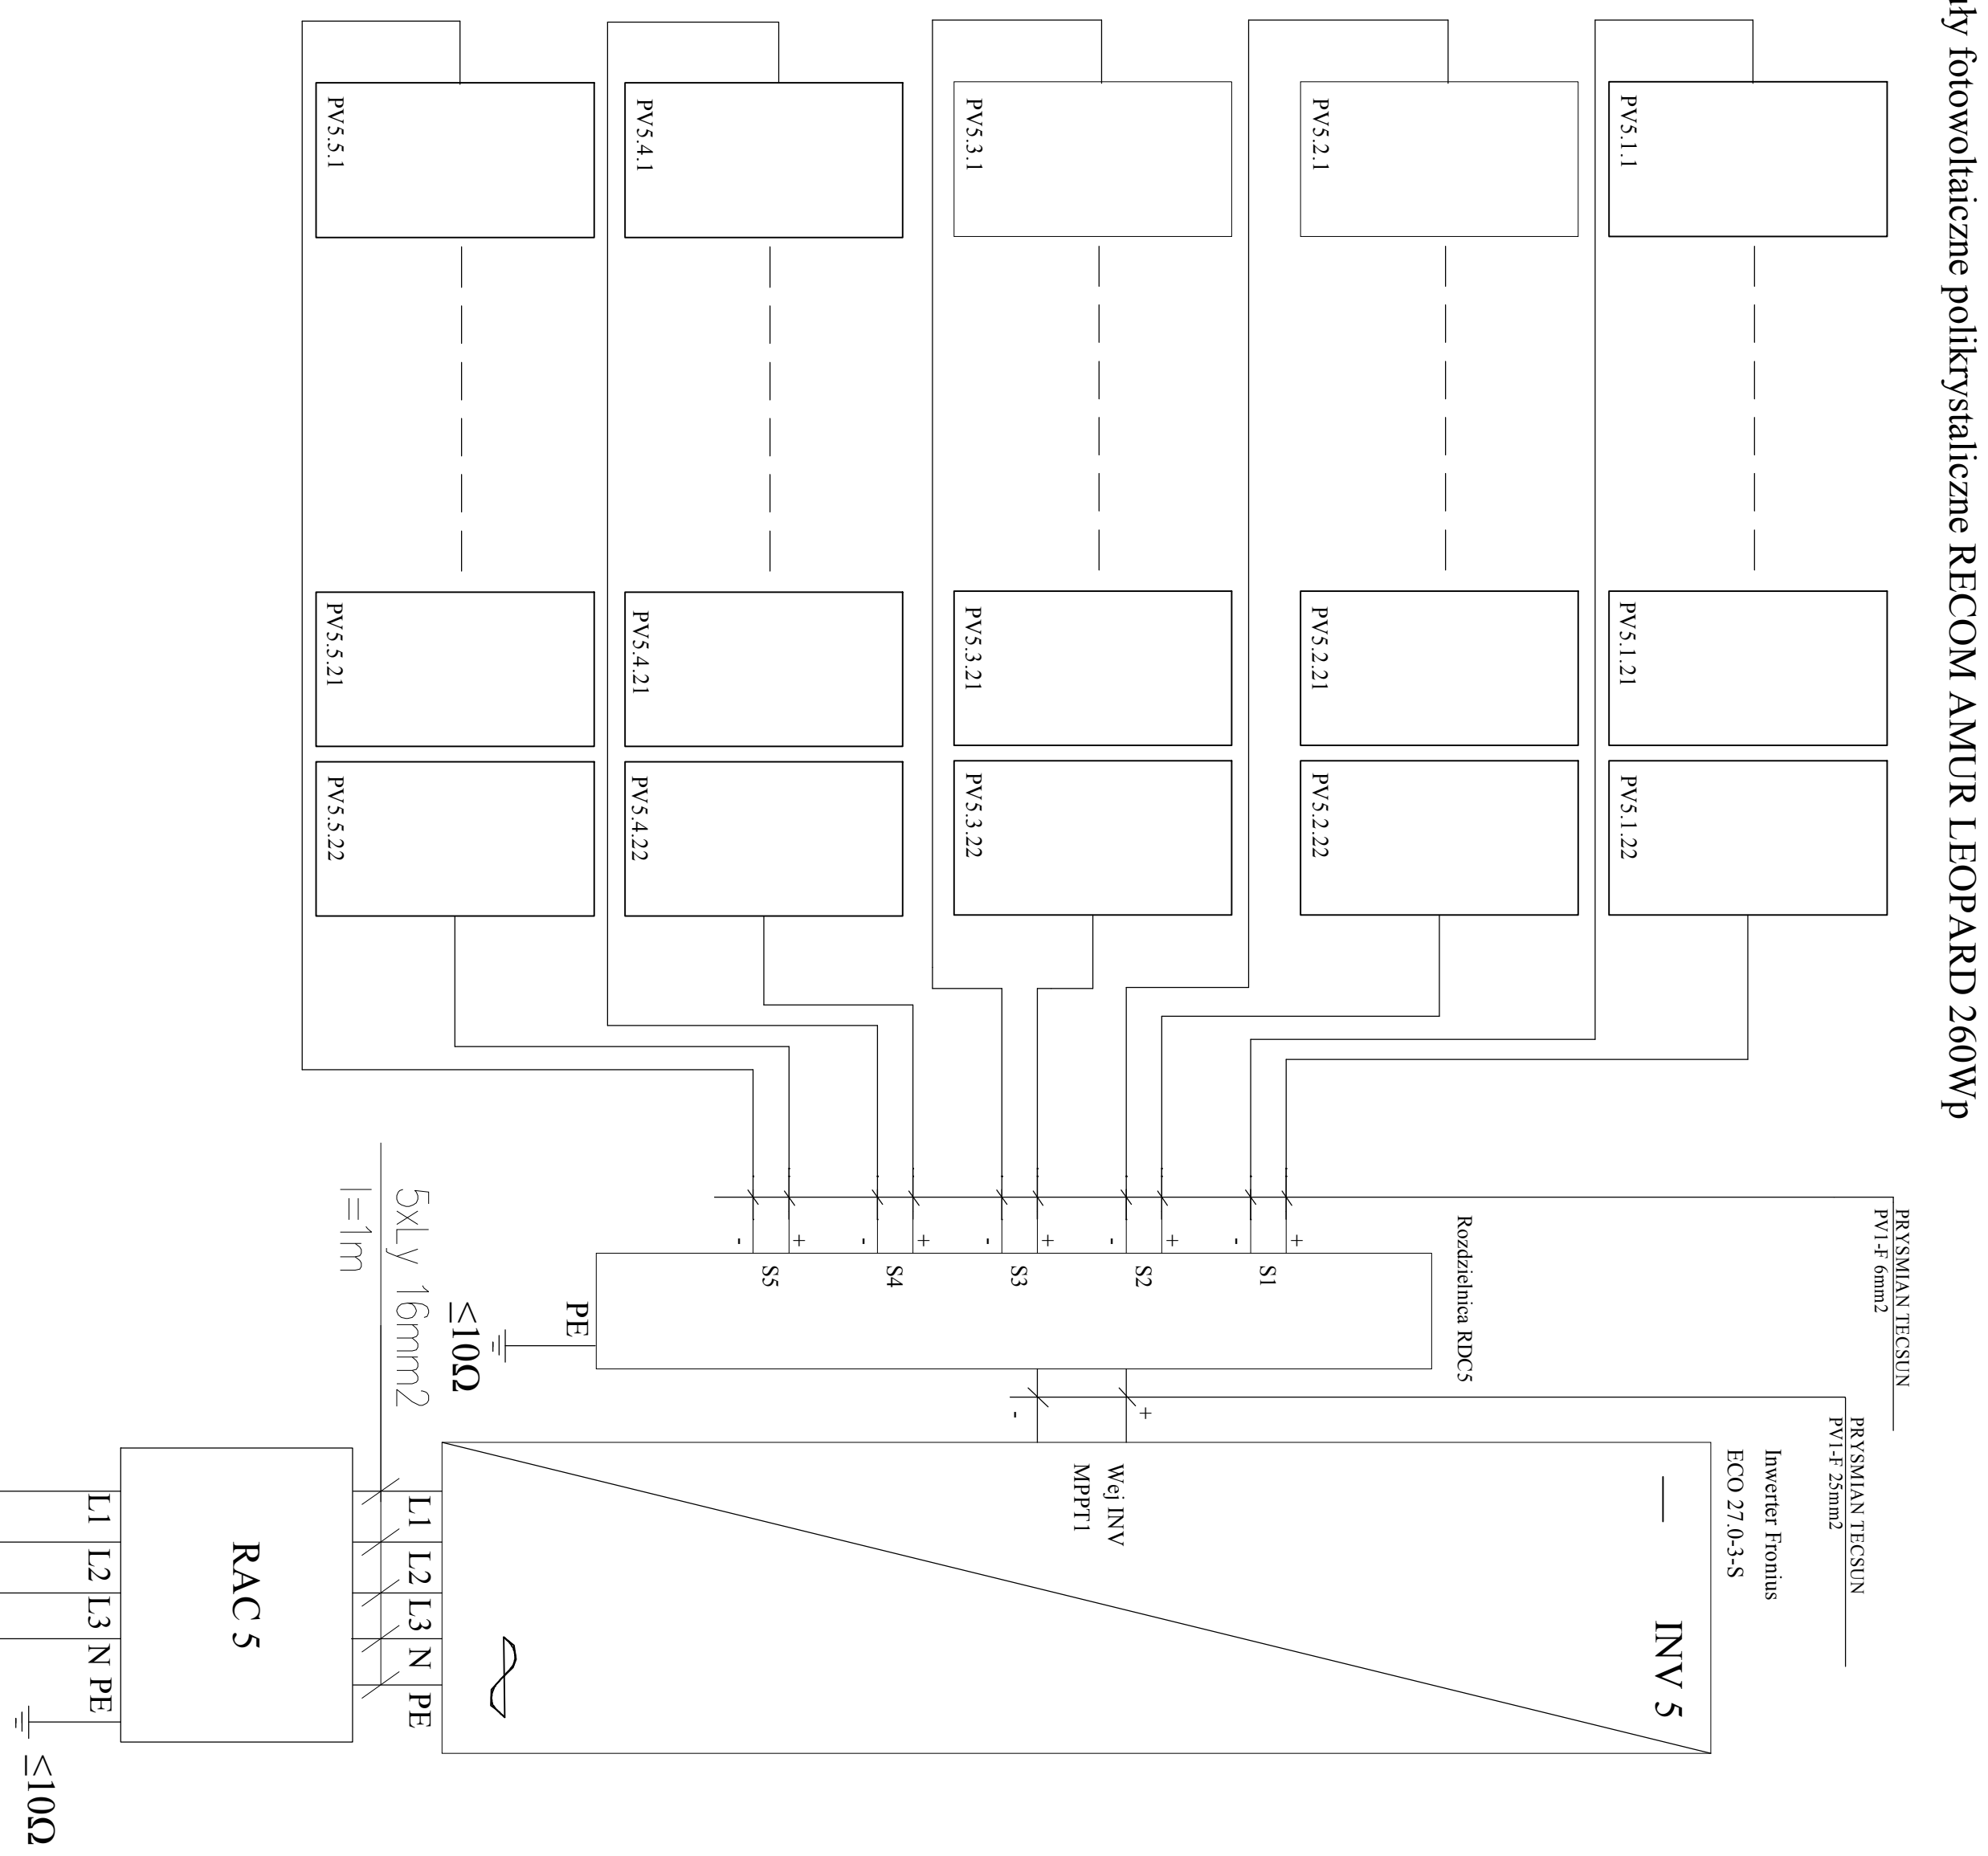 fotowoltaiczne polikrystaliczne RECOM AMUR LEOPARD 260Wp
PV5.1.1
PV5.1.21
PV5.1.22
PV5.2.1
PV5.2.21
PV5.2.22
PV5.3.1
PV5.3.21
PV5.3.22
PV5.4.1
PV5.4.21
PV5.4.22
PV5.5.1
PV5.5.21
PV5.5.22
PRYSMIAN TECSUN
PV1-F 6mm2
PRYSMIAN TECSUN
PV1-F 25mm2
Rozdzielnica RDC5
+
-
S1
+
-
S2
+
-
S3
+
-
S4
+
-
S5
PE
≤10Ω
+
-
Inwerter Fronius
ECO 27.0-3-S
INV 5
Wej INV
MPPT1
5xLy 16mm2
l=1m
L1 L2 L3 N PE
RAC 5
L1 L2 L3 N PE
≤10Ω